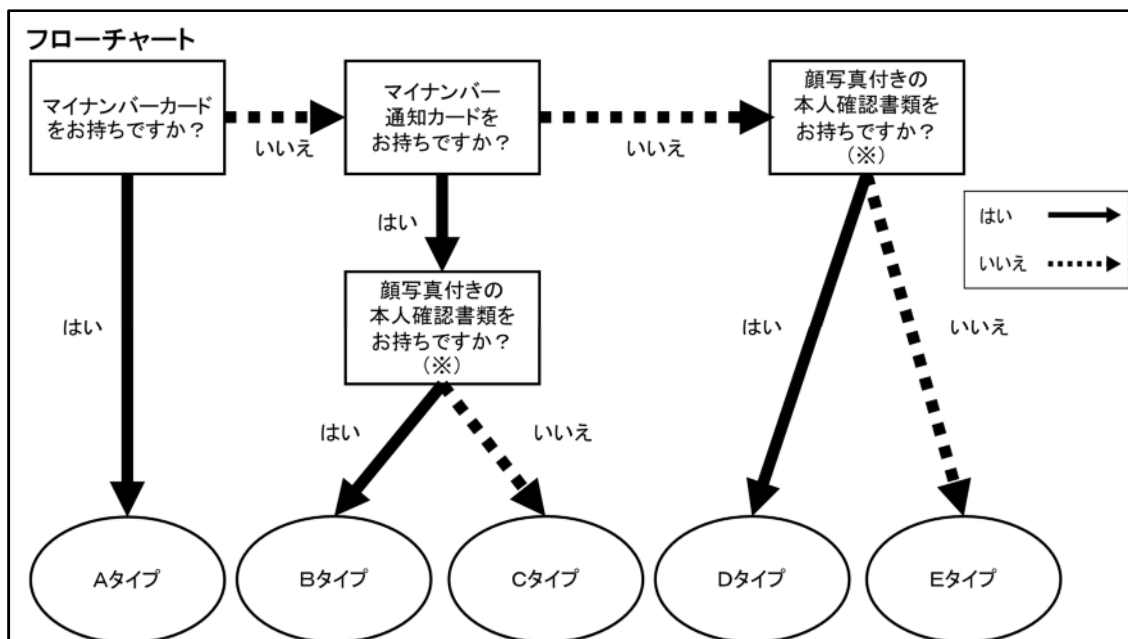 フローチャート
マイナンバーカード
をお持ちですか？
いいえ
マイナンバー
通知カードを
お持ちですか？
いいえ
顔写真付きの
本人確認書類を
お持ちですか？
（※）
はい
いいえ
はい
はい
顔写真付きの
本人確認書類を
お持ちですか？
（※）
はい
いいえ
はい
いいえ
Aタイプ
Bタイプ
Cタイプ
Dタイプ
Eタイプ